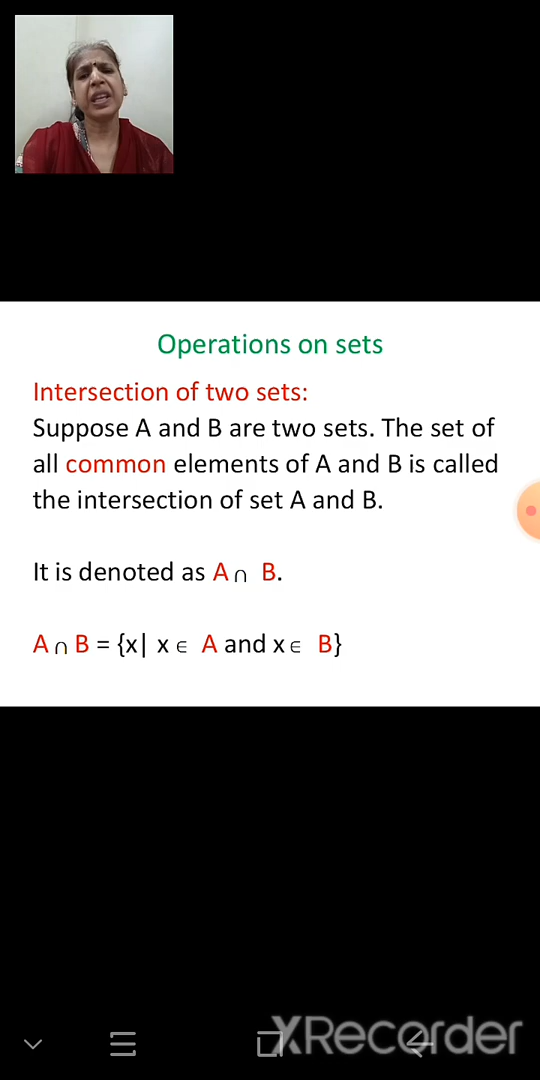 Operations on sets
Intersection of two sets:
Suppose A and B are two sets. The set of
all common elements of A and B is called
the intersection of set A and B.
It is denoted as A ∩ B.
A ∩ B = {x| x ∈ A and x ∈ B}
XRecorder